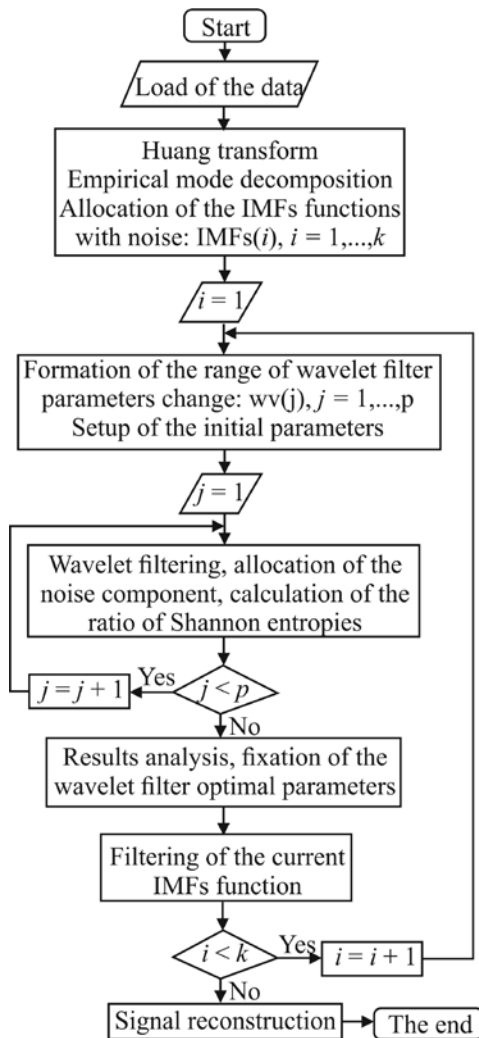 Start
Load of the data
Huang transform
Empirical mode decomposition
Allocation of the IMFs functions
with noise: IMFs(i), i = 1,...,k
i = 1
Formation of the range of wavelet filter
parameters change: wv(j), j = 1,...,p
Setup of the initial parameters
j = 1
Wavelet filtering, allocation of the
noise component, calculation of the
ratio of Shannon entropies
j = j + 1
Yes
j < p
No
Results analysis, fixation of the
wavelet filter optimal parameters
Filtering of the current
IMFs function
i < k
Yes
i = i + 1
No
Signal reconstruction
The end